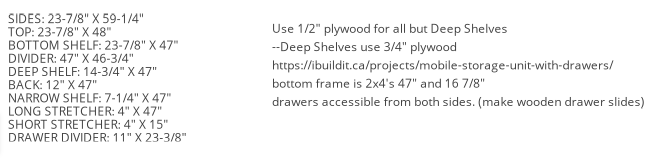 SIDES: 23-7/8" X 59-1/4"
TOP: 23-7/8" X 48"
BOTTOM SHELF: 23-7/8" X 47"
DIVIDER: 47" X 46-3/4"
DEEP SHELF: 14-3/4" X 47"
BACK: 12" X 47"
NARROW SHELF: 7-1/4" X 47"
LONG STRETCHER: 4" X 47"
SHORT STRETCHER: 4" X 15"
DRAWER DIVIDER: 11" X 23-3/8"
Use 1/2" plywood for all but Deep Shelves
--Deep Shelves use 3/4" plywood
https://ibuildit.ca/projects/mobile-storage-unit-with-drawers/
bottom frame is 2x4's 47" and 16 7/8"
drawers accessible from both sides. (make wooden drawer slides)